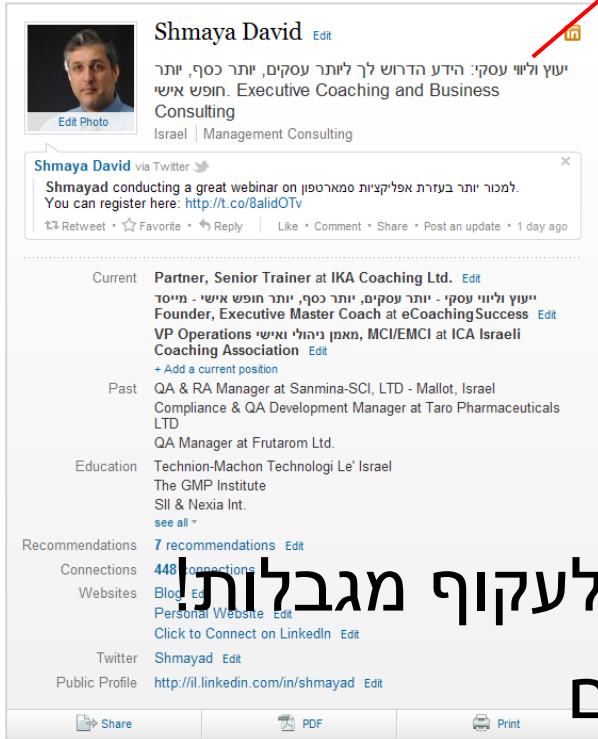 Shmaya David Edit
יעוץ וליווי עסקי: הידע הדרוש לך ליותר עסקים, יותר כסף, יותר
חופש אישי. Executive Coaching and Business
Consulting
Israel | Management Consulting
Edit Photo
Shmaya David via Twitter
Shmayad conducting a great webinar on למכור יותר בעזרת אפליקציות סמארטפון.
You can register here: http://t.co/8alidOTv
Retweet • Favorite • Reply | Like • Comment • Share • Post an update • 1 day ago
Current Partner, Senior Trainer at IKA Coaching Ltd. Edit
ייעוץ וליווי עסקי - יותר עסקים, יותר כסף, יותר חופש אישי - מייסד
Founder, Executive Master Coach at eCoachingSuccess Edit
VP Operations מאמן ניהולי ואישי, MCI/EMCI at ICA Israeli
Coaching Association Edit
+ Add a current position
Past QA & RA Manager at Sanmina-SCI, LTD - Mallot, Israel
Compliance & QA Development Manager at Taro Pharmaceuticals
LTD
QA Manager at Frutarom Ltd.
Education Technion-Machon Technologi Le' Israel
The GMP Institute
SII & Nexia Int.
see all
Recommendations 7 recommendations Edit
Connections 448 connections
לעקוף מגבלות!
Websites Blog Edit
Personal Website Edit
Click to Connect on LinkedIn Edit
Twitter Shmayad Edit
Public Profile http://il.linkedin.com/in/shmayad Edit
ם
Share PDF Print